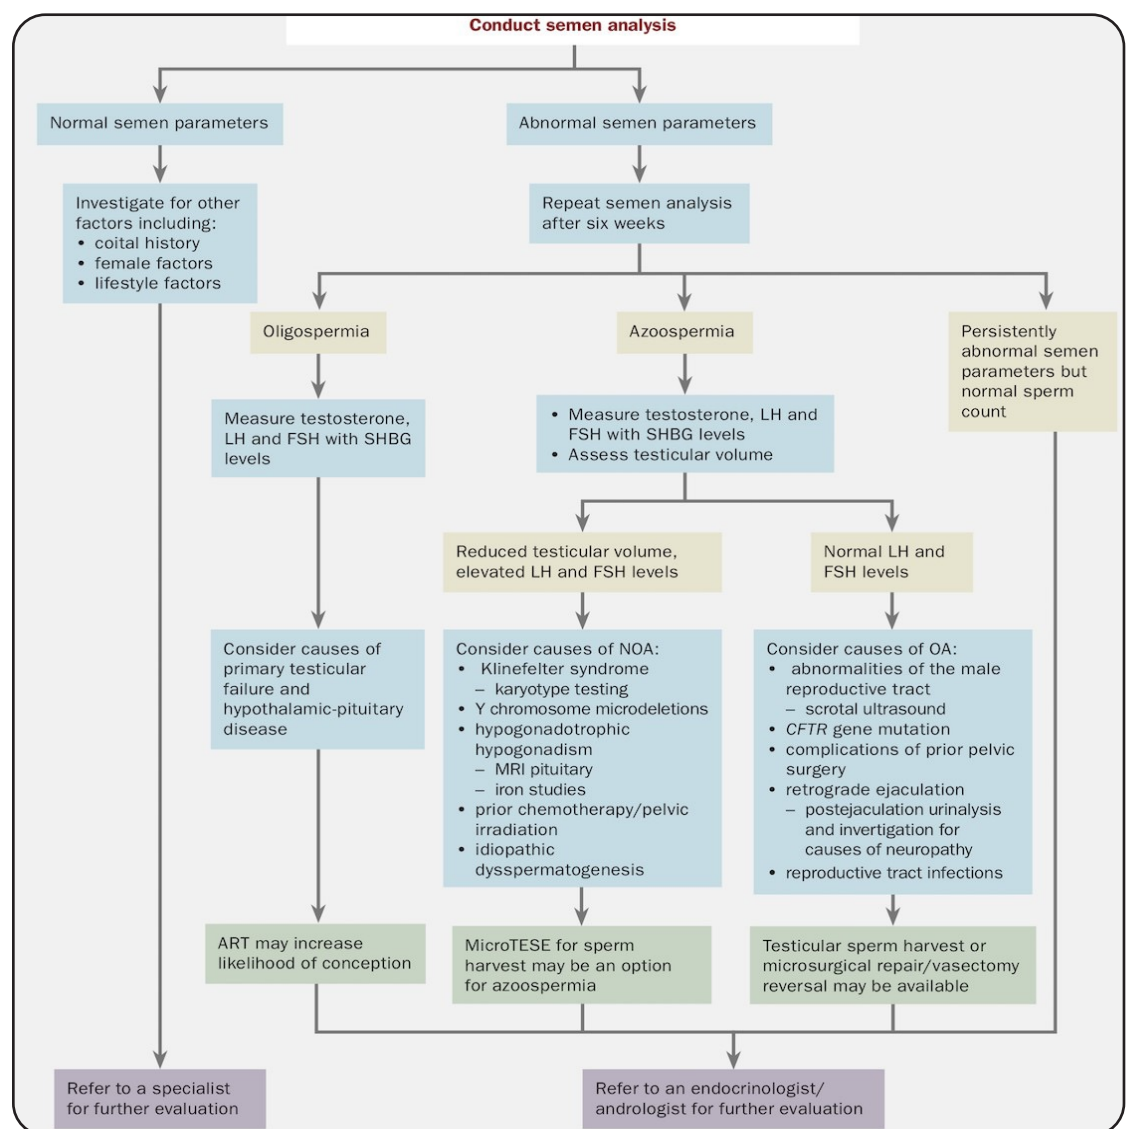 Conduct semen analysis
Normal semen parameters
Abnormal semen parameters
Investigate for other
factors including:
• coital history
• female factors
• lifestyle factors
Repeat semen analysis
after six weeks
Oligospermia
Azoospermia
Persistently
abnormal semen
parameters but
normal sperm
count
Measure testosterone,
LH and FSH with SHBG
levels
• Measure testosterone, LH and
FSH with SHBG levels
• Assess testicular volume
Reduced testicular volume,
elevated LH and FSH levels
Normal LH and
FSH levels
Consider causes of
primary testicular
failure and
hypothalamic-pituitary
disease
Consider causes of NOA:
• Klinefelter syndrome
– karyotype testing
• Y chromosome microdeletions
• hypogonadotrophic
hypogonadism
– MRI pituitary
– iron studies
• prior chemotherapy/pelvic
irradiation
• idiopathic
dysspermatogenesis
Consider causes of OA:
• abnormalities of the male
reproductive tract
– scrotal ultrasound
• CFTR gene mutation
• complications of prior pelvic
surgery
• retrograde ejaculation
– postejaculation urinalysis
and invertigation for
causes of neuropathy
• reproductive tract infections
ART may increase
likelihood of conception
MicroTESE for sperm
harvest may be an option
for azoospermia
Testicular sperm harvest or
microsurgical repair/vasectomy
reversal may be available
Refer to a specialist
for further evaluation
Refer to an endocrinologist/
andrologist for further evaluation